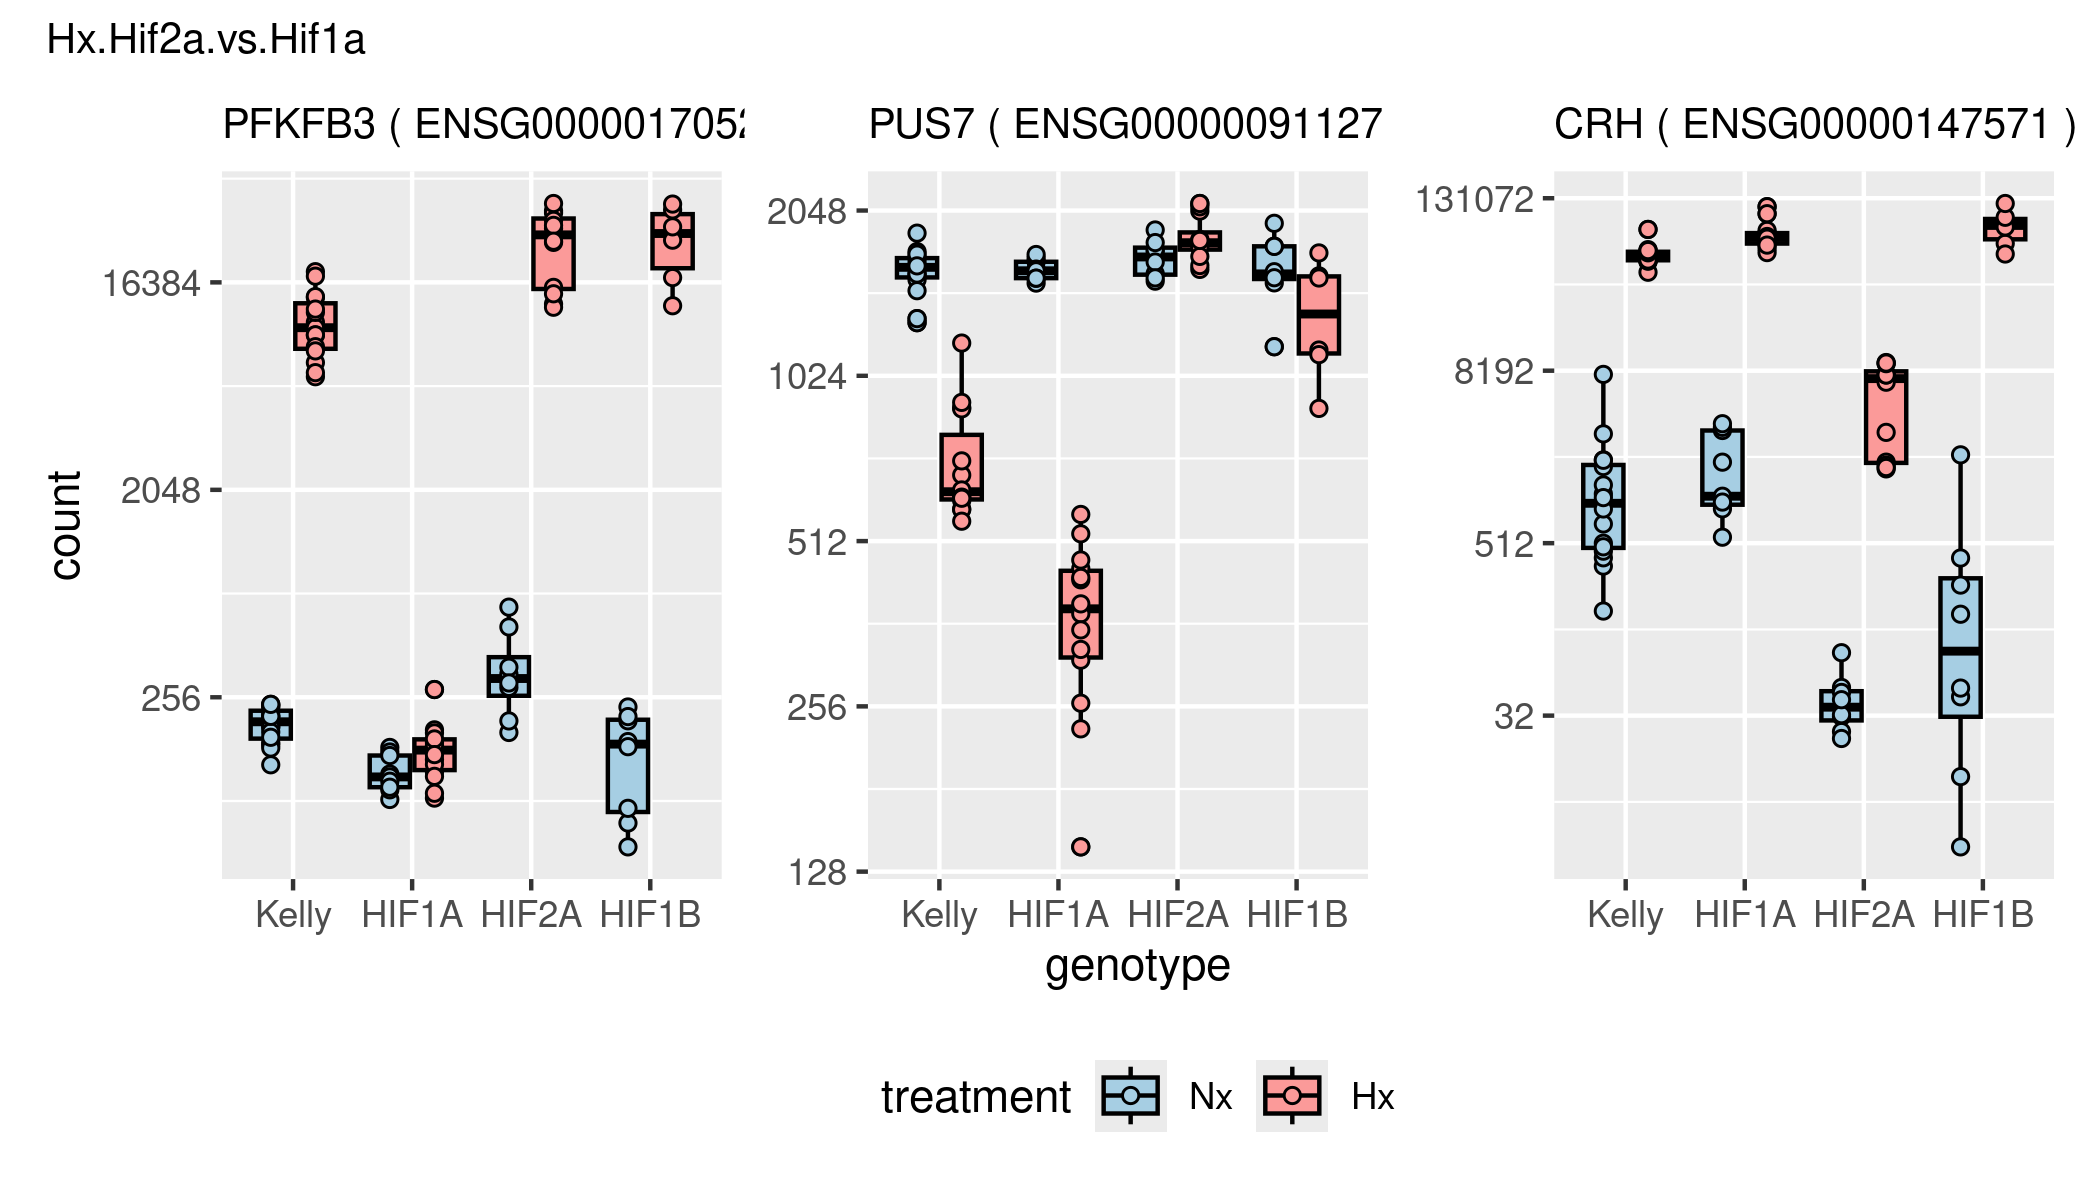 Hx.Hif2a.vs.Hif1a
PFKFB3 ( ENSG000001705
PUS7 ( ENSG00000091127
CRH ( ENSG00000147571 )
count
16384
2048
256
Kelly HIF1A HIF2A HIF1B
2048
1024
512
256
128
Kelly HIF1A HIF2A HIF1B
131072
8192
512
32
Kelly HIF1A HIF2A HIF1B
genotype
treatment Nx Hx